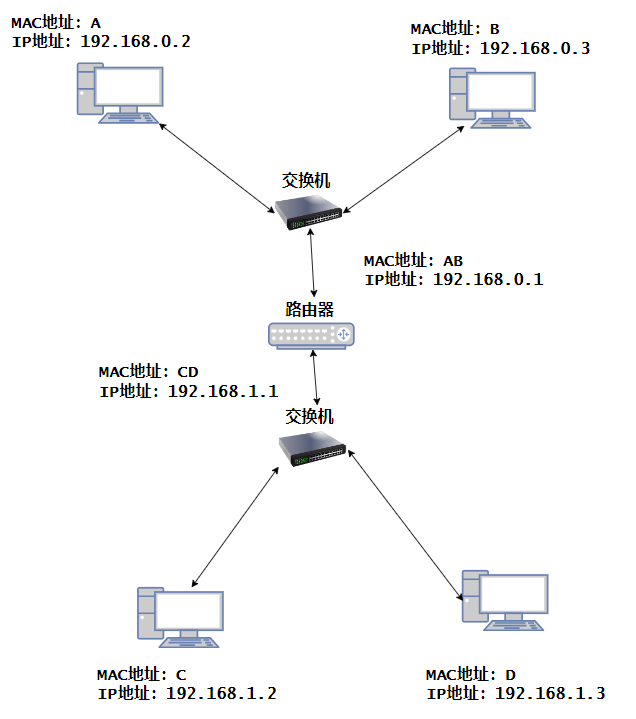 MAC地址：A
IP地址：192.168.0.2
MAC地址：B
IP地址：192.168.0.3
交换机
MAC地址：AB
IP地址：192.168.0.1
路由器
MAC地址：CD
IP地址：192.168.1.1
交换机
MAC地址：C
IP地址：192.168.1.2
MAC地址：D
IP地址：192.168.1.3